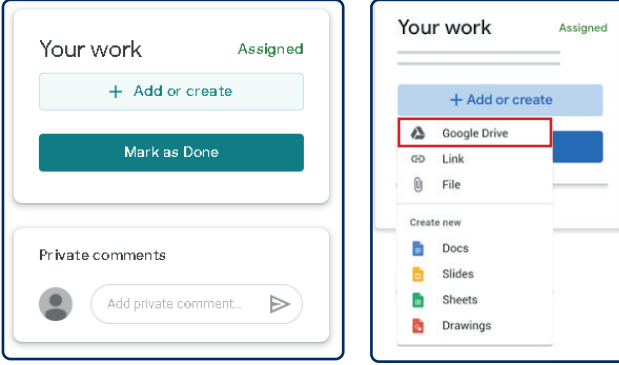 Your work Assigned
+ Add or create
Mark as Done
Private comments
Add private comment...
Your work Assigned
+ Add or create
Google Drive
Link
File
Create new
Docs
Slides
Sheets
Drawings